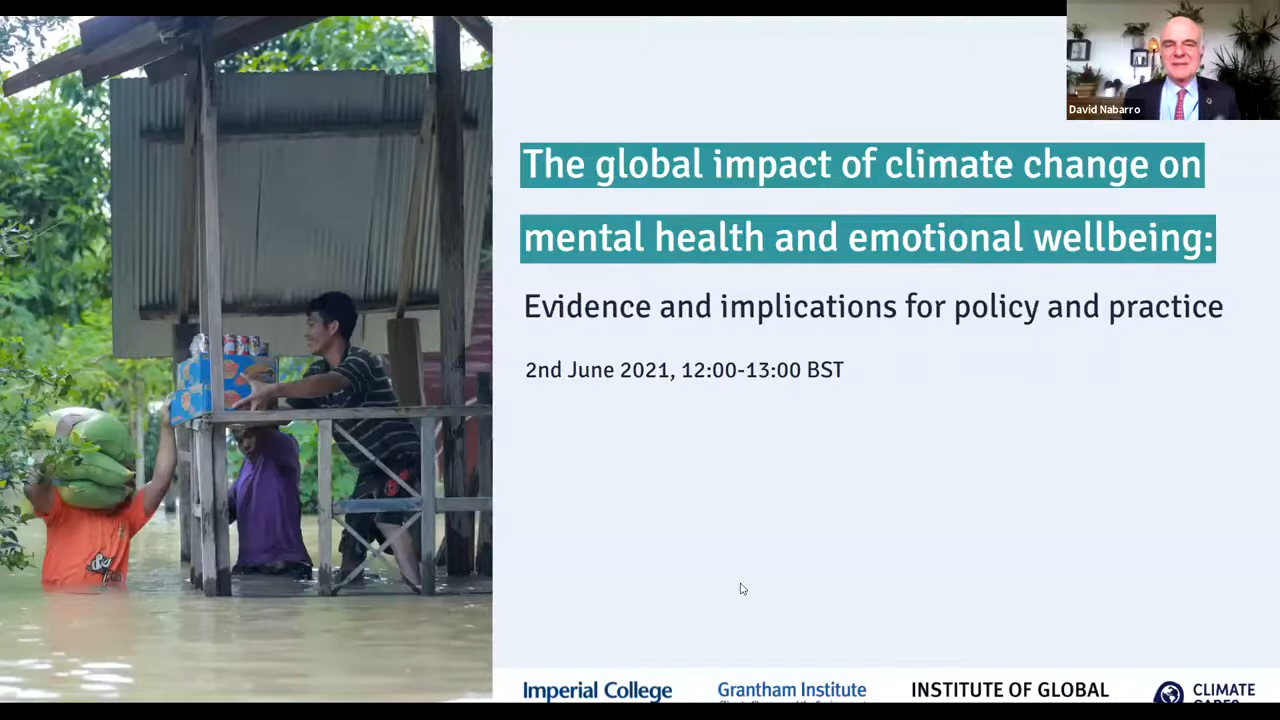 David Nabarro
The global impact of climate change on
mental health and emotional wellbeing:
Evidence and implications for policy and practice
2nd June 2021, 12:00-13:00 BST
Imperial College
Grantham Institute
INSTITUTE OF GLOBAL
CLIMATE